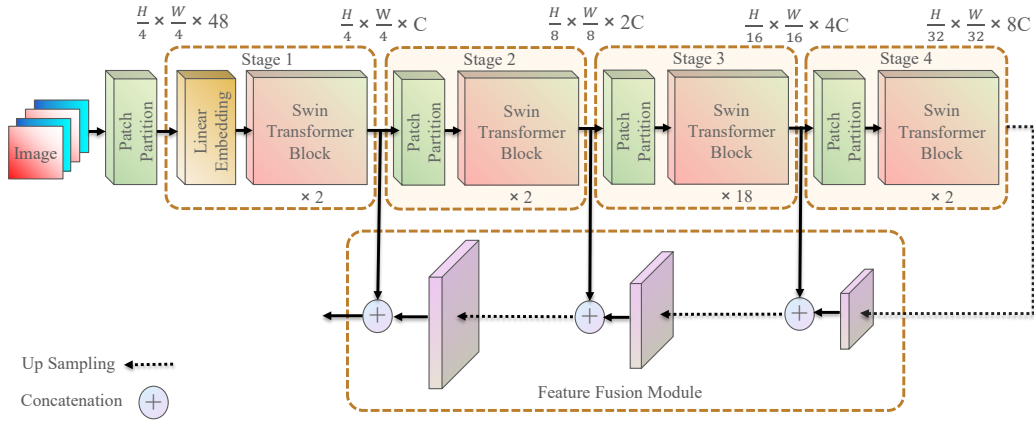 H/4 × W/4 × 48
H/4 × W/4 × C
H/8 × W/8 × 2C
H/16 × W/16 × 4C
H/32 × W/32 × 8C
Stage 1
Stage 2
Stage 3
Stage 4
Image
Patch
Partition
Linear
Embedding
Swin
Transformer
Block
× 2
Patch
Partition
Swin
Transformer
Block
× 2
Patch
Partition
Swin
Transformer
Block
× 18
Patch
Partition
Swin
Transformer
Block
× 2
+
+
+
Up Sampling
Concatenation +
Feature Fusion Module